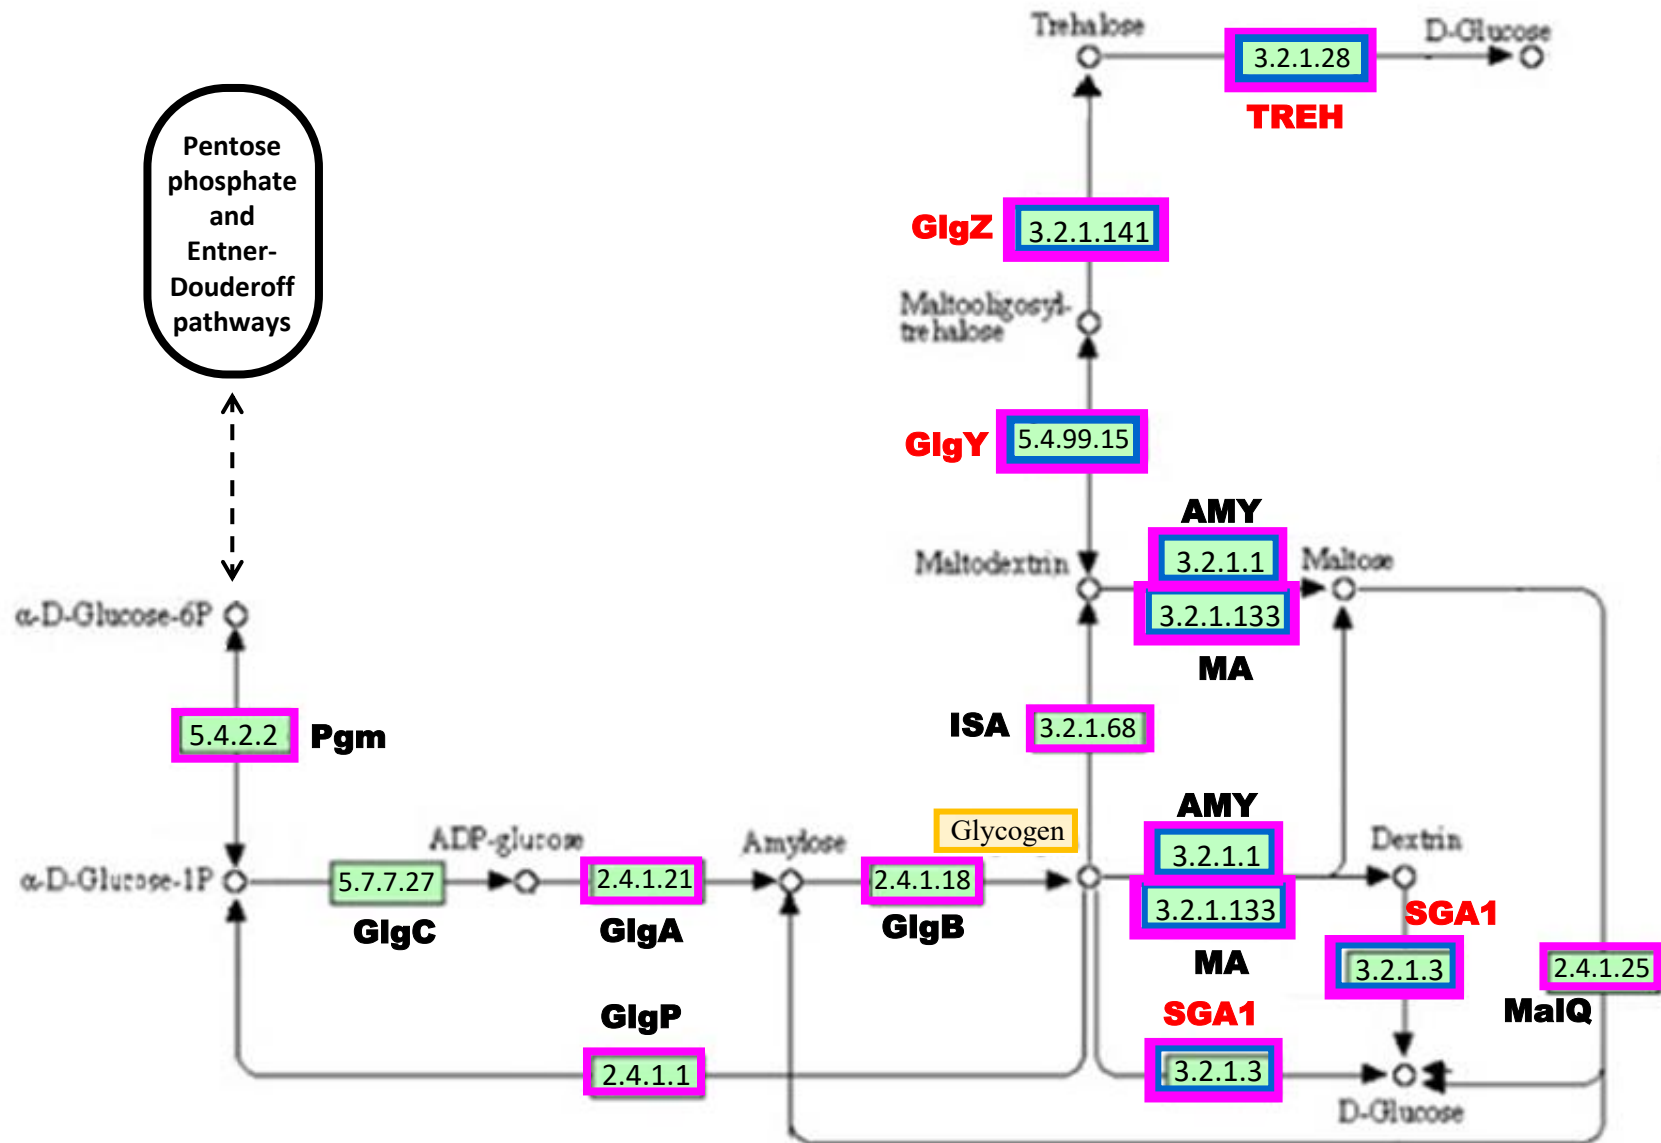 Trehalose
3.2.1.28
D-Glucose
TREH
Pentose
phosphate
and
Entner-
Douderoff
pathways
GlgZ
3.2.1.141
Maltooligosyl-
trehalose
GlgY
5.4.99.15
AMY
3.2.1.1
Maltodextrin
Maltose
3.2.1.133
MA
α-D-Glucose-6P
5.4.2.2
Pgm
ISA
3.2.1.68
AMY
Glycogen
3.2.1.1
Dextrin
ADP-glucose
Amylose
α-D-Glucose-1P
5.7.7.27
2.4.1.21
2.4.1.18
3.2.1.133
SGA1
GlgC
GlgA
GlgB
MA
3.2.1.3
2.4.1.25
GlgP
SGA1
MalQ
2.4.1.1
3.2.1.3
D-Glucose